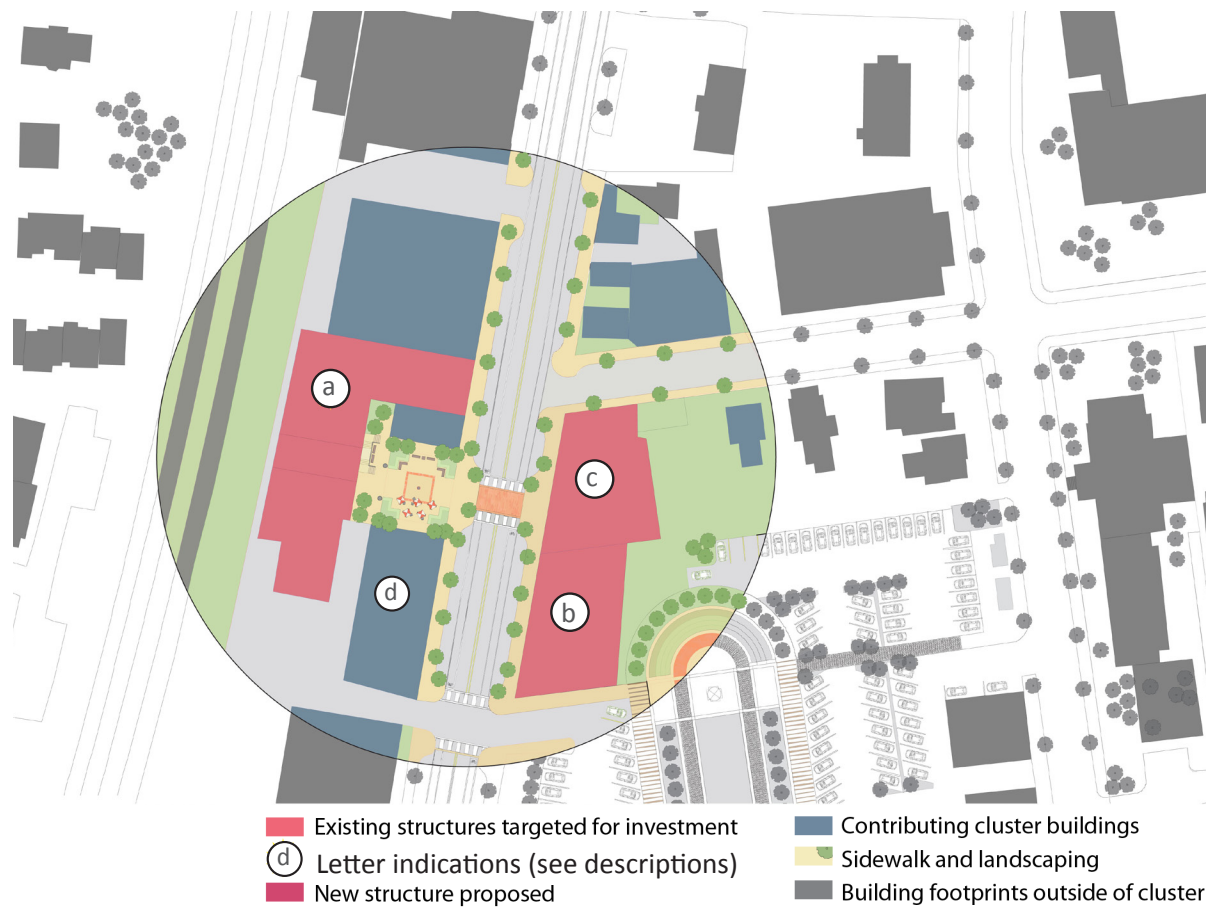 a
c
d
b
Existing structures targeted for investment
d Letter indications (see descriptions)
New structure proposed
Contributing cluster buildings
Sidewalk and landscaping
Building footprints outside of cluster